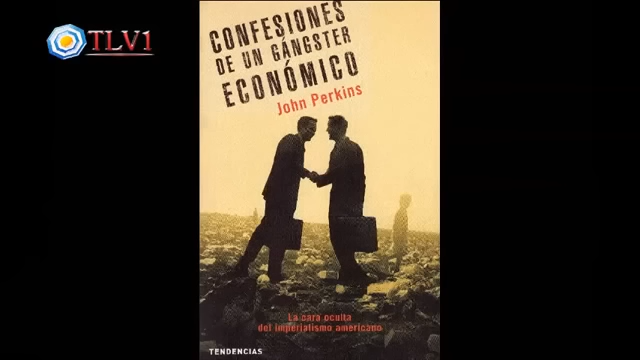 TLV1
CONFESIONES
DE UN GÁNGSTER
ECONÓMICO
John Perkins
La cara oculta
del imperialismo americano
TENDENCIAS